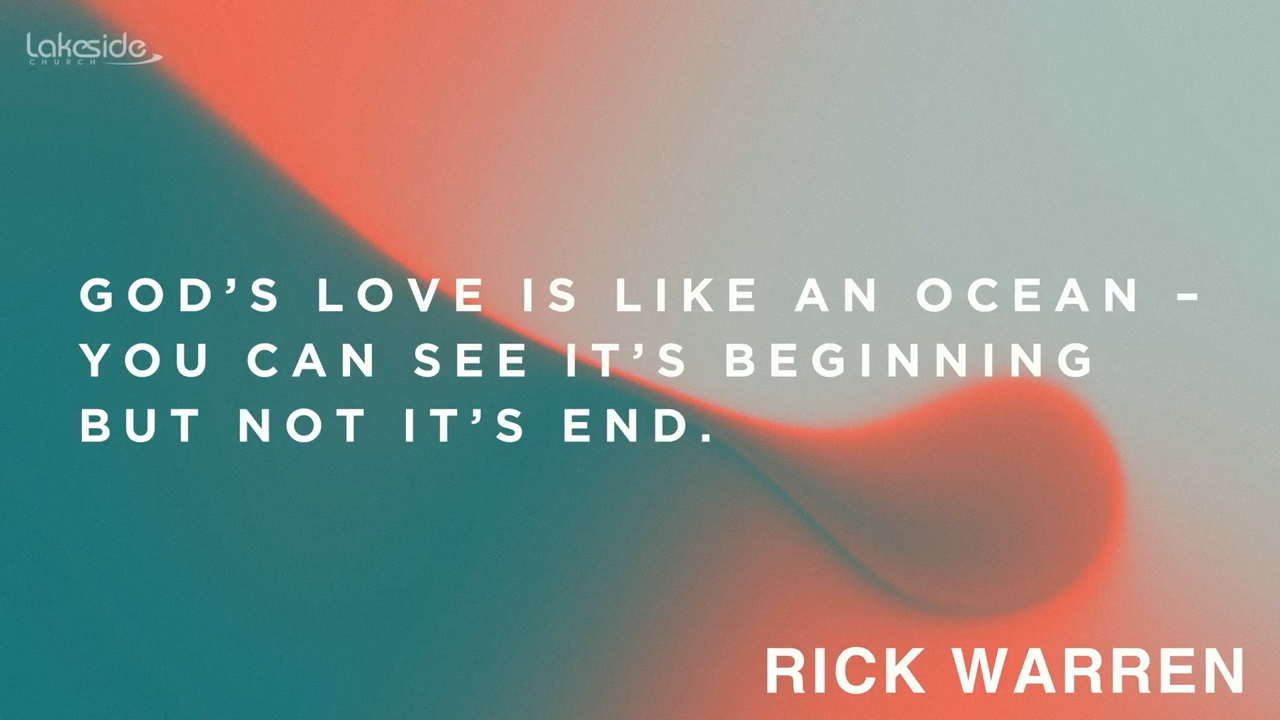 Lakeside
CHURCH
GOD’S LOVE IS LIKE AN OCEAN –
YOU CAN SEE IT’S BEGINNING
BUT NOT IT’S END.
RICK WARREN